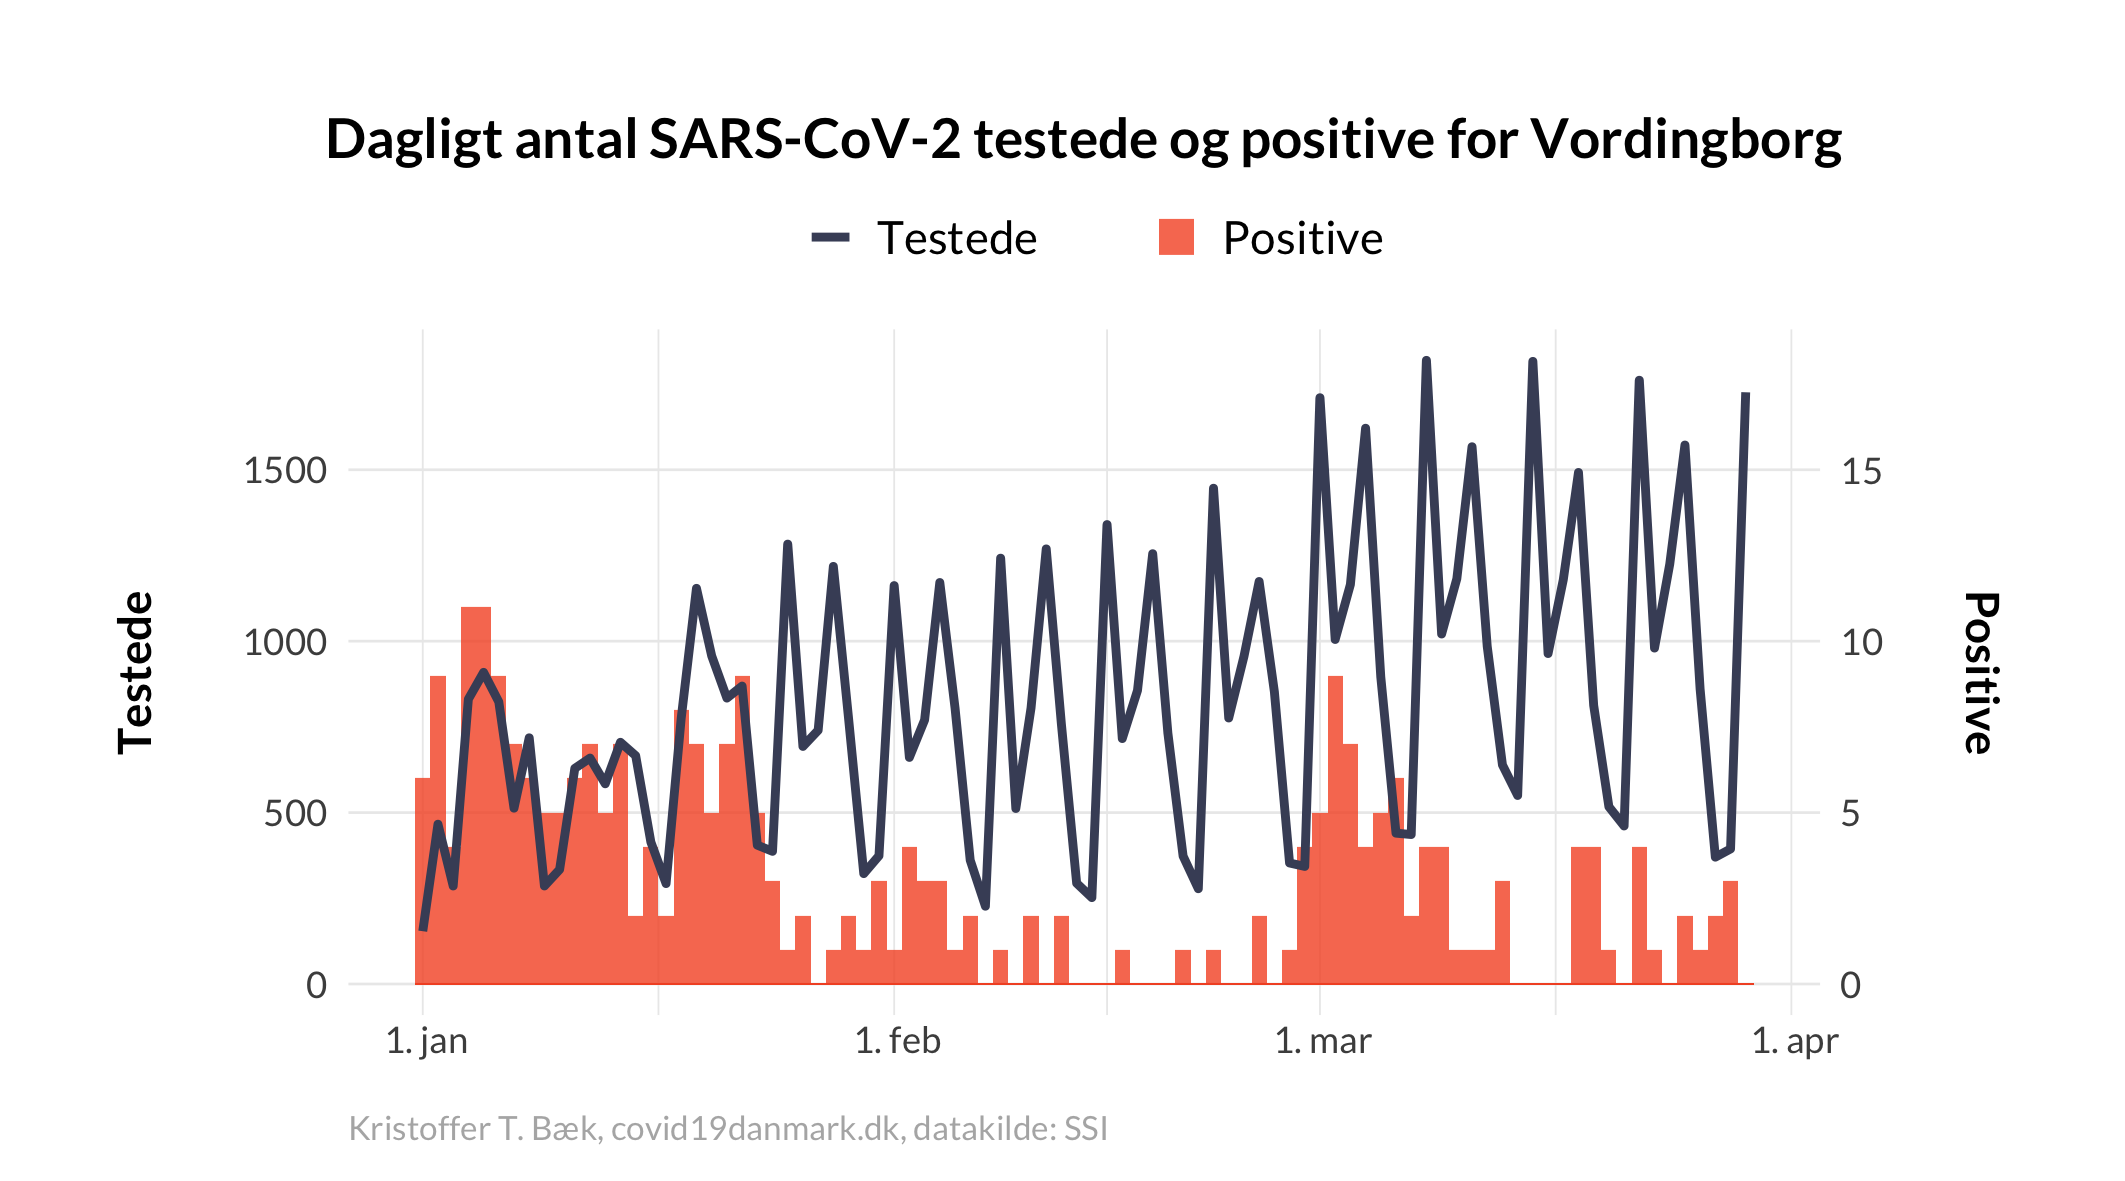 Dagligt antal SARS-CoV-2 testede og positive for Vordingborg
Testede Positive
Testede
1500
1000
500
0
15
10
5
0
Positive
1. jan 1. feb 1. mar 1. apr
Kristoffer T. Bæk, covid19danmark.dk, datakilde: SSI